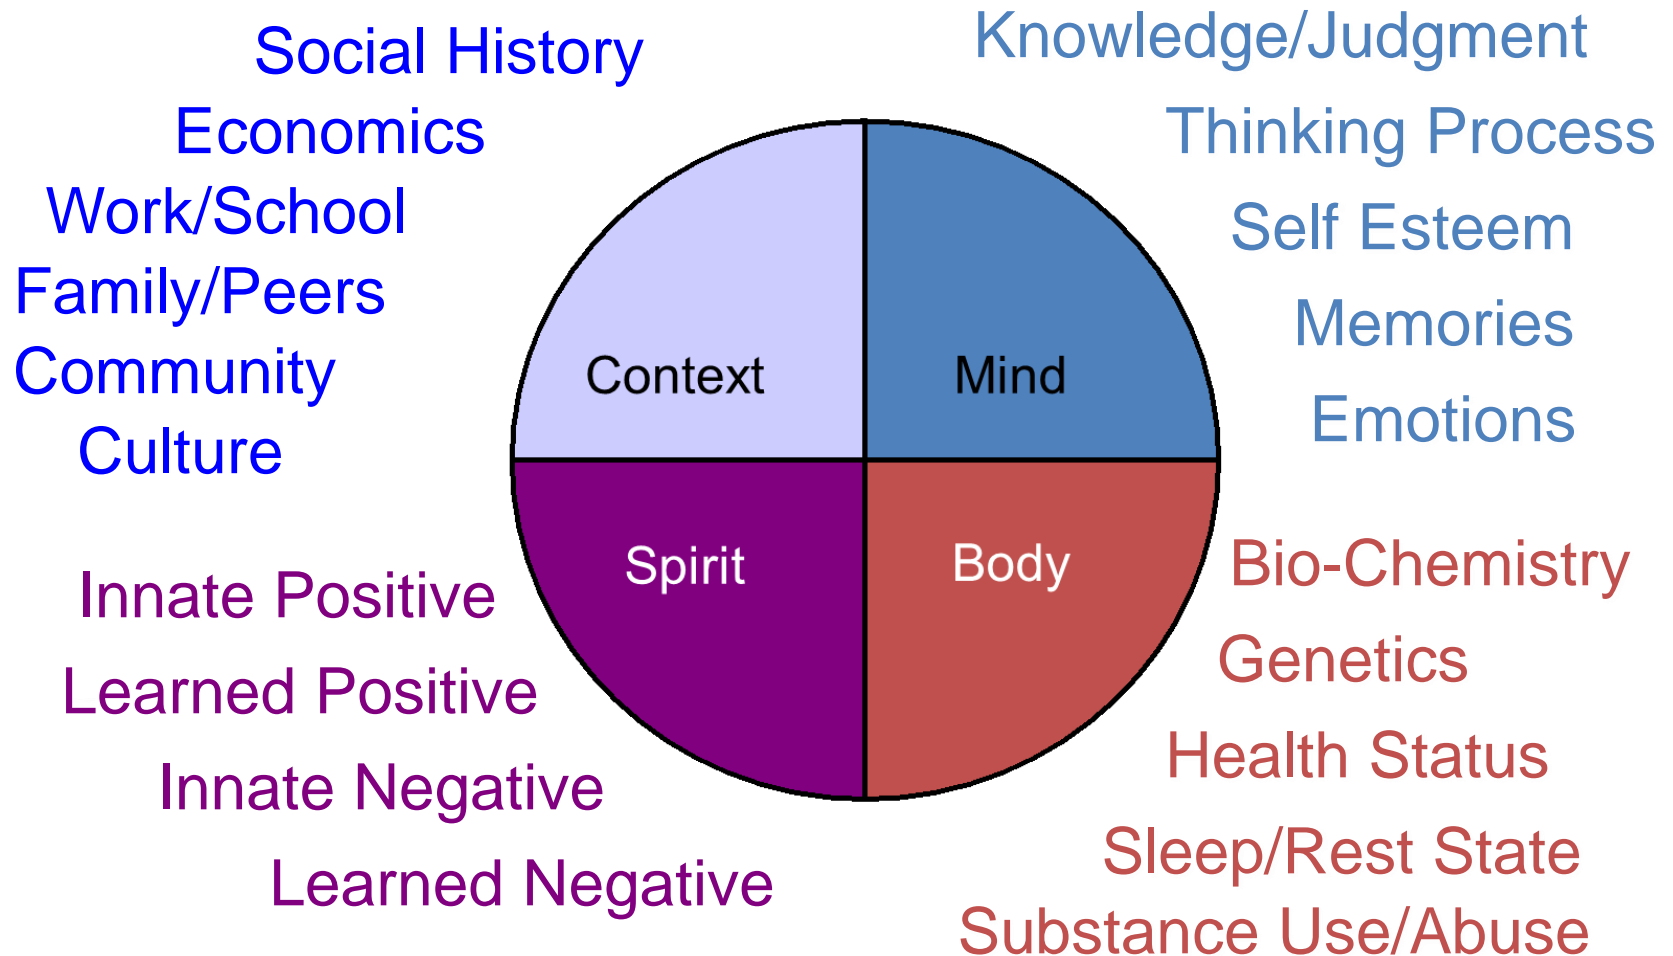 Social History
Economics
Work/School
Family/Peers
Community
Culture
Knowledge/Judgment
Thinking Process
Self Esteem
Memories
Emotions
Context
Mind
Spirit
Body
Innate Positive
Learned Positive
Innate Negative
Learned Negative
Bio-Chemistry
Genetics
Health Status
Sleep/Rest State
Substance Use/Abuse